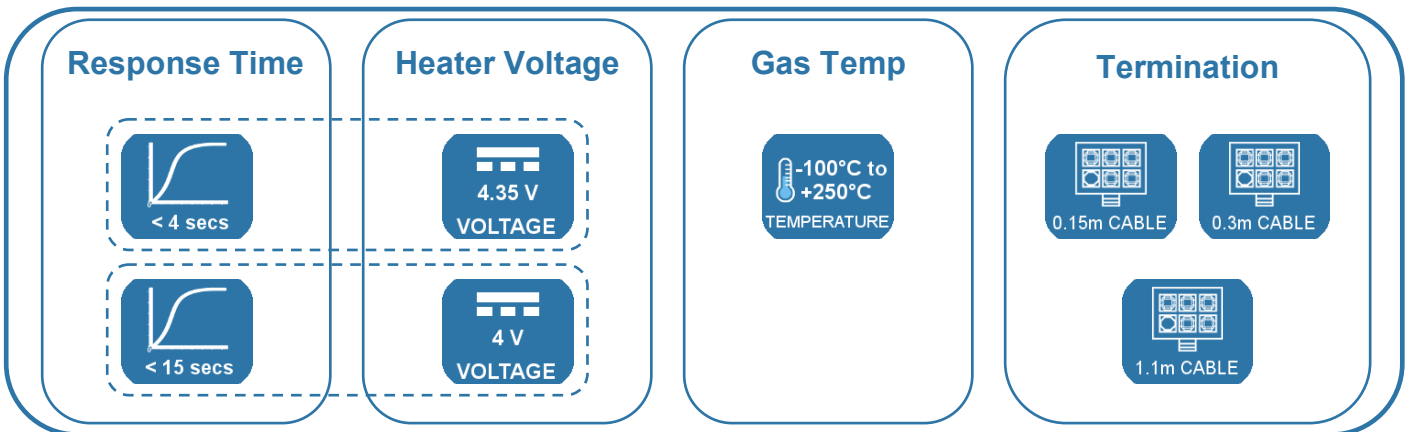 Response Time
< 4 secs
< 15 secs
Heater Voltage
4.35 V
VOLTAGE
4 V
VOLTAGE
Gas Temp
-100°C to
+250°C
TEMPERATURE
Termination
0.15m CABLE
0.3m CABLE
1.1m CABLE